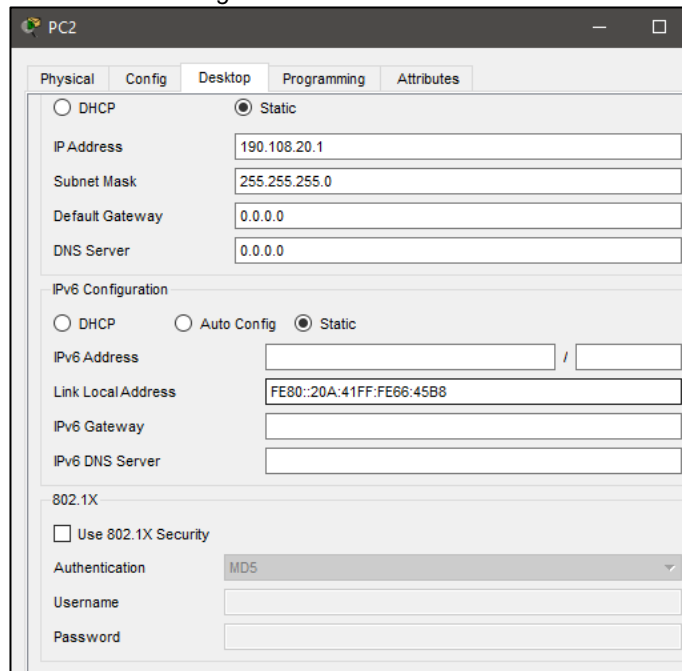 PC2
Physical Config Desktop Programming Attributes
DHCP Static
IP Address 190.108.20.1
Subnet Mask 255.255.255.0
Default Gateway 0.0.0.0
DNS Server 0.0.0.0
IPv6 Configuration
DHCP Auto Config Static
IPv6 Address /
Link Local Address FE80::20A:41FF:FE66:45B8
IPv6 Gateway
IPv6 DNS Server
802.1X
Use 802.1X Security
Authentication MD5
Username
Password